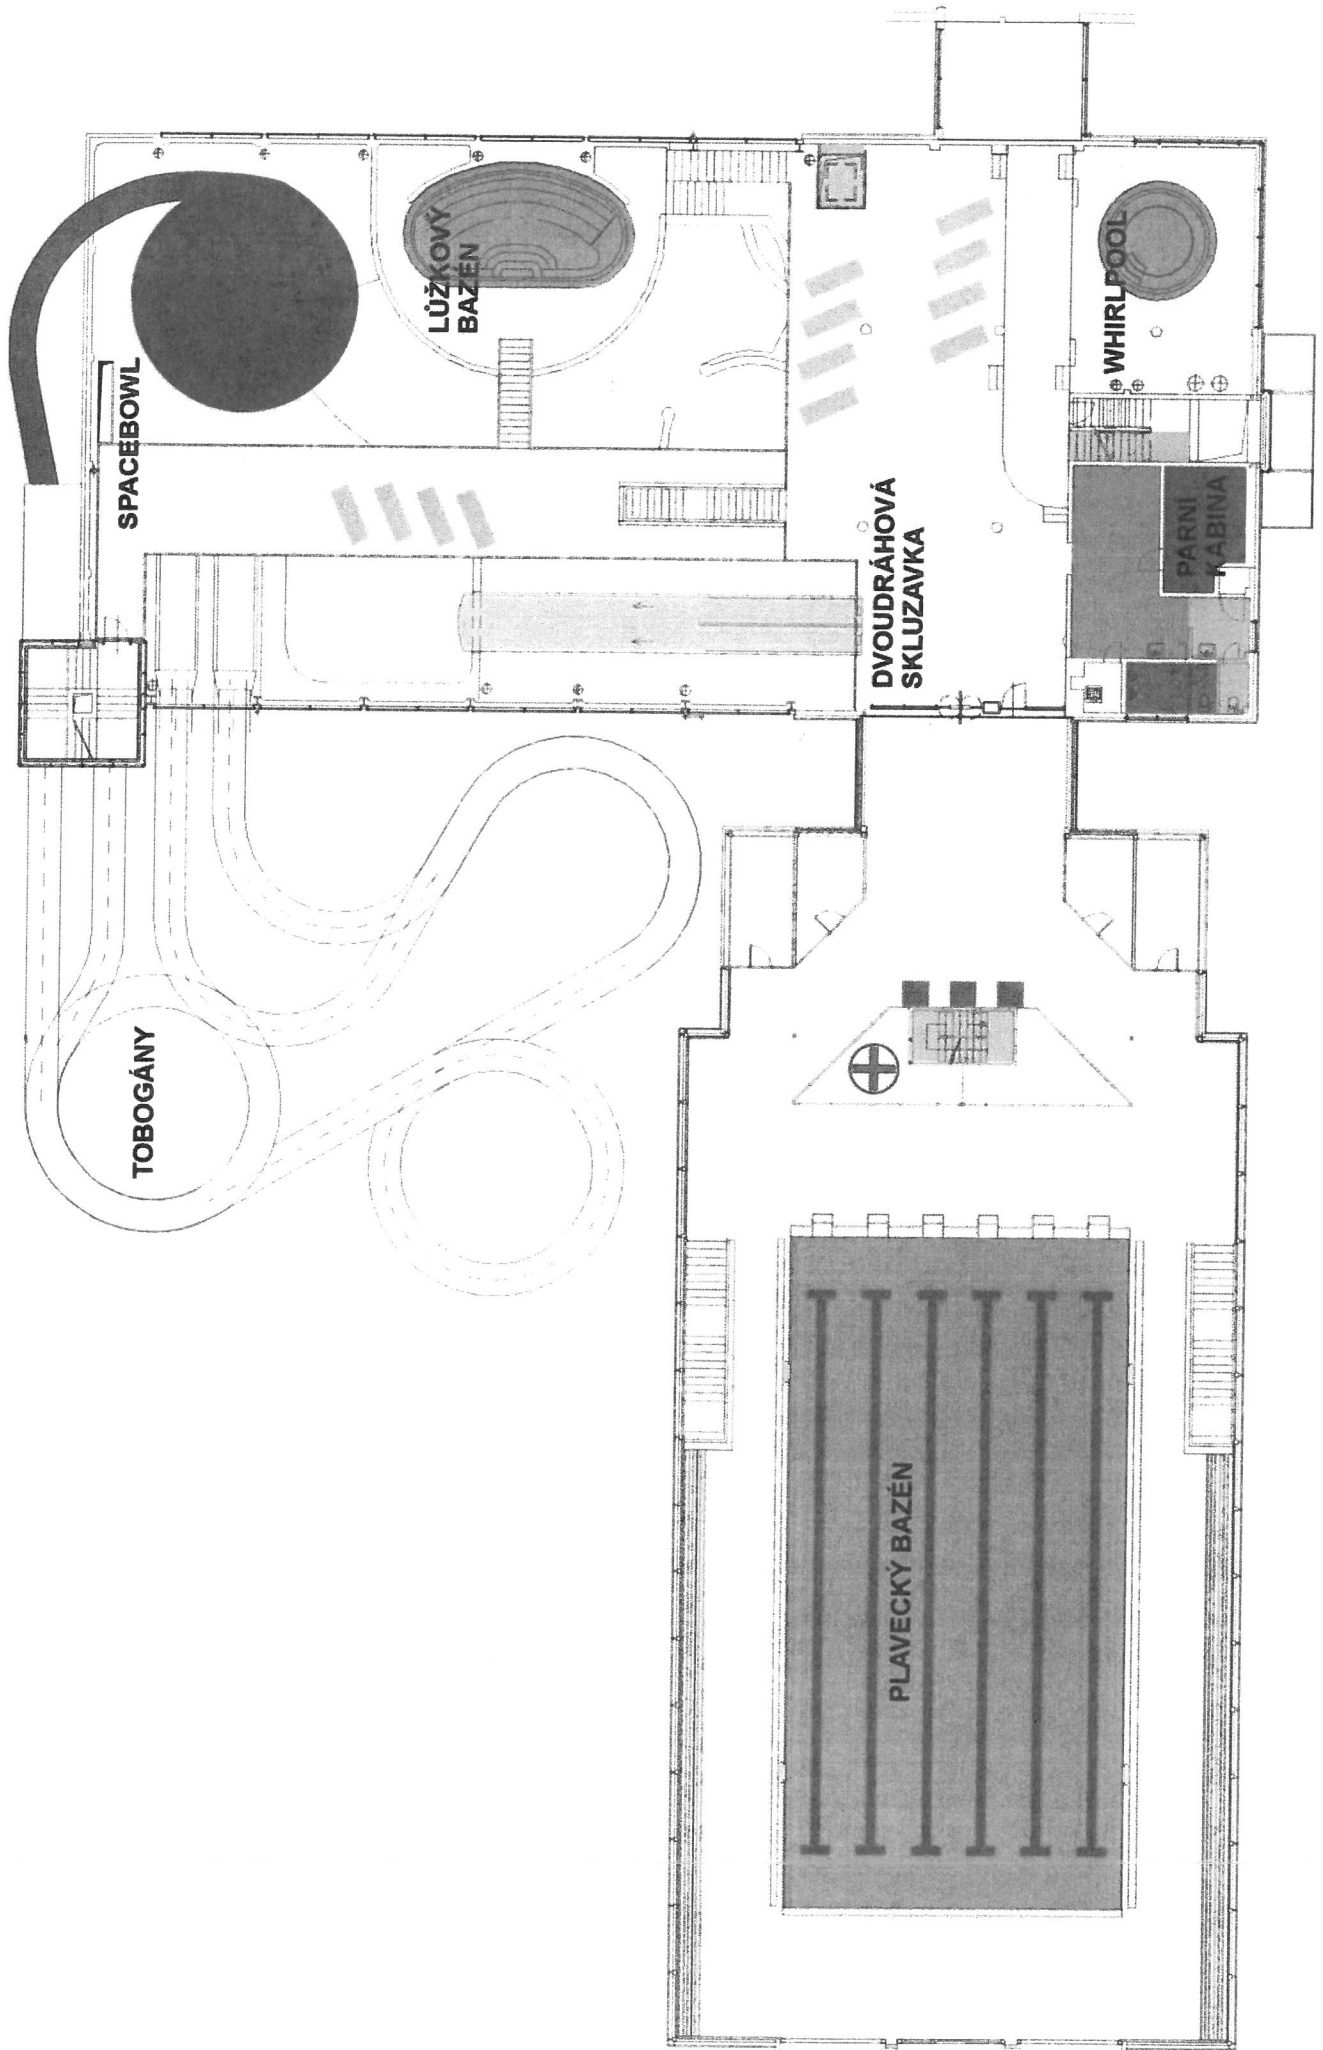 SPACEBOWL
LŮŽKOVÝ
BAZÉN
WHIRLPOOL
PARNÍ
KABINA
DVOUDRÁHOVÁ
SKLUZAVKA
TOBOGÁNY
PLAVECKÝ BAZÉN